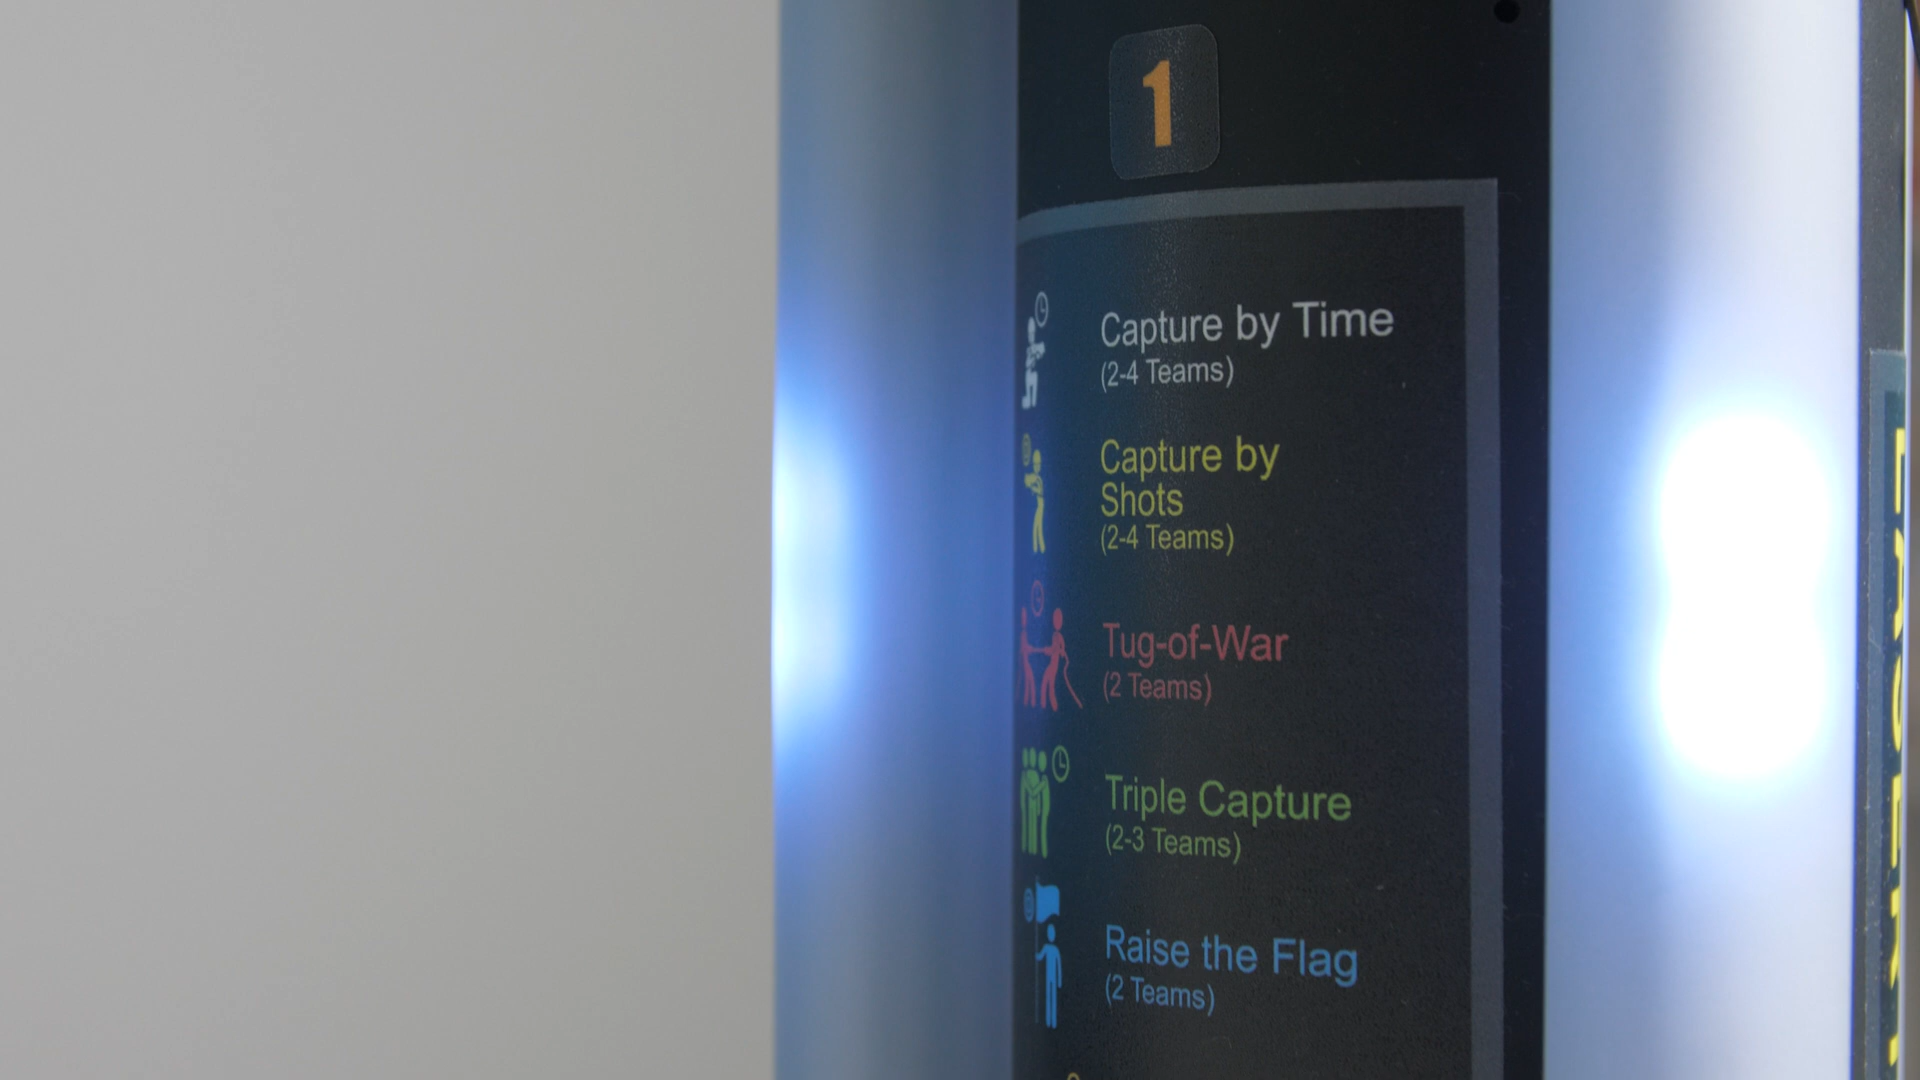 1
Capture by Time
(2-4 Teams)
Capture by
Shots
(2-4 Teams)
Tug-of-War
(2 Teams)
Triple Capture
(2-3 Teams)
Raise the Flag
(2 Teams)